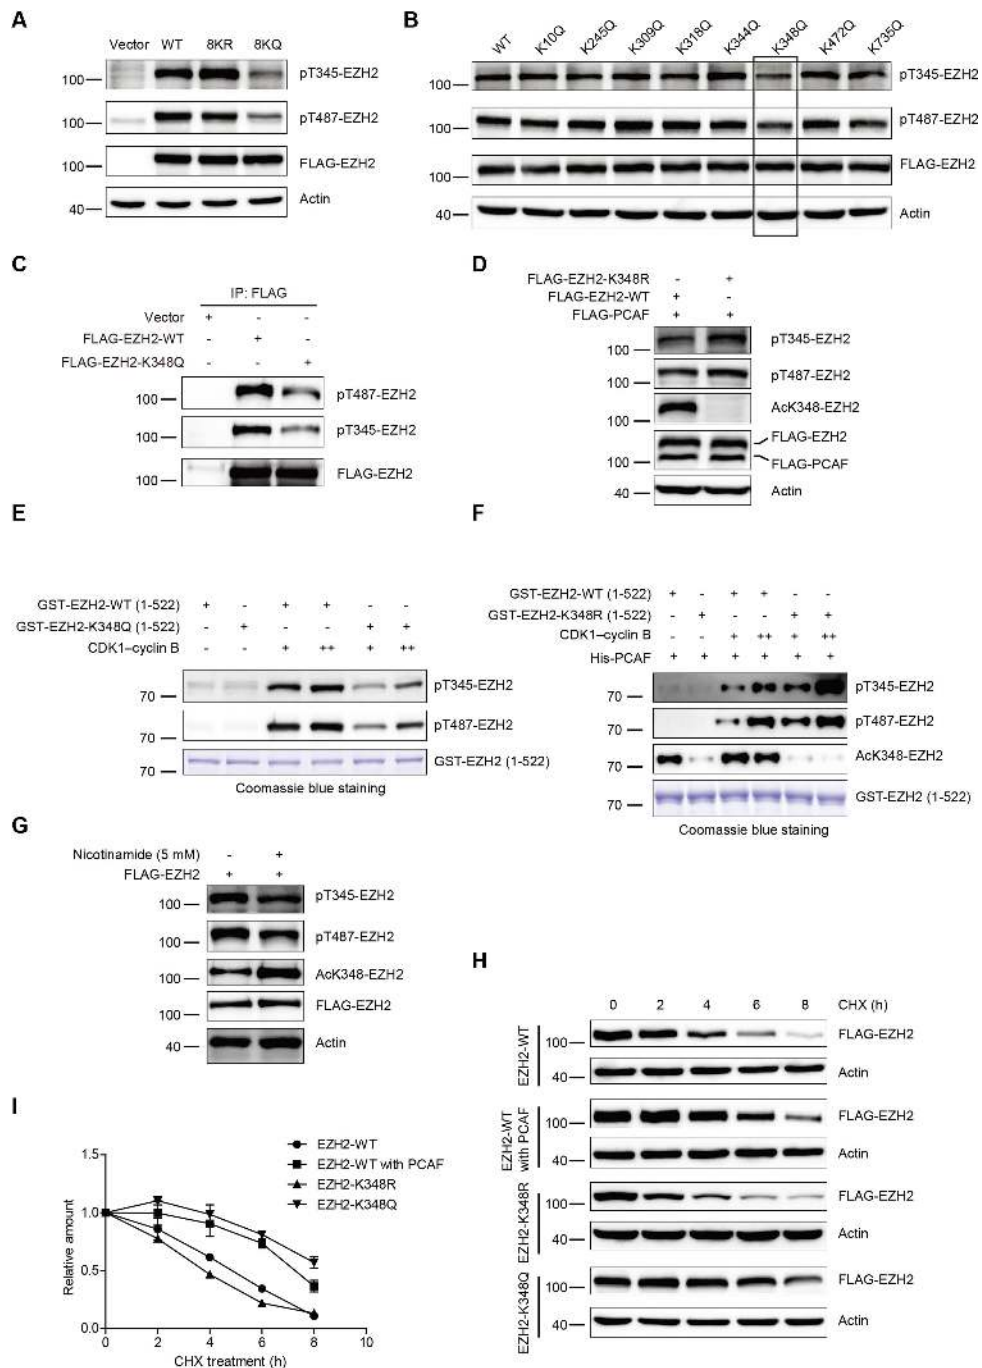 A
Vector WT 8KR 8KQ
100 pT345-EZH2
100 pT487-EZH2
100 FLAG-EZH2
40 Actin
B
WT K10Q K245Q K309Q K318Q K344Q K348Q K472Q K735Q
100 pT345-EZH2
100 pT487-EZH2
100 FLAG-EZH2
40 Actin
C
IP: FLAG
Vector + - -
FLAG-EZH2-WT - + -
FLAG-EZH2-K348Q - - +
100 pT487-EZH2
100 pT345-EZH2
100 FLAG-EZH2
D
FLAG-EZH2-K348R - +
FLAG-EZH2-WT + -
FLAG-PCAF + +
100 pT345-EZH2
pT487-EZH2
100 AcK348-EZH2
FLAG-EZH2
100 FLAG-PCAF
40 Actin
E
GST-EZH2-WT (1-522) + - + + - -
GST-EZH2-K348Q (1-522) - + - - + +
CDK1–cyclin B - - + ++ + ++
70 pT345-EZH2
70 pT487-EZH2
70 GST-EZH2 (1-522)
Coomassie blue staining
F
GST-EZH2-WT (1-522) + - + + - -
GST-EZH2-K348R (1-522) - + - - + +
CDK1–cyclin B - - + ++ + ++
His-PCAF + + + + + +
70 pT345-EZH2
70 pT487-EZH2
70 AcK348-EZH2
70 GST-EZH2 (1-522)
Coomassie blue staining
G
Nicotinamide (5 mM) - +
FLAG-EZH2 + +
100 pT345-EZH2
100 pT487-EZH2
100 AcK348-EZH2
100 FLAG-EZH2
40 Actin
H
0 2 4 6 8 CHX (h)
EZH2-WT
100 FLAG-EZH2
40 Actin
EZH2-WT
with PCAF
100 FLAG-EZH2
40 Actin
EZH2-K348R
100 FLAG-EZH2
40 Actin
EZH2-K348Q
100 FLAG-EZH2
40 Actin
I
EZH2-WT
EZH2-WT with PCAF
EZH2-K348R
EZH2-K348Q
Relative amount
1.5
1.0
0.5
0.0
0 2 4 6 8 10
CHX treatment (h)